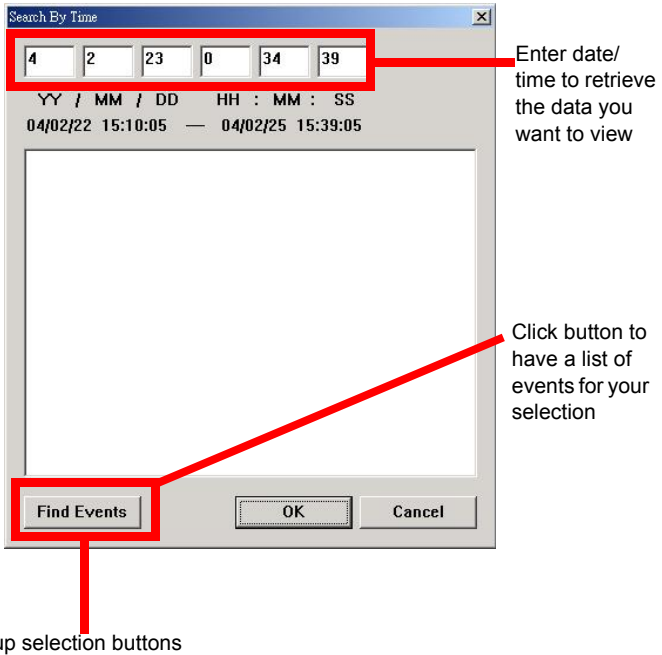 Search By Time
4 2 23 0 34 39
YY / MM / DD HH : MM : SS
04/02/22 15:10:05 — 04/02/25 15:39:05
Enter date/
time to retrieve
the data you
want to view
Click button to
have a list of
events for your
selection
Find Events OK Cancel
up selection buttons